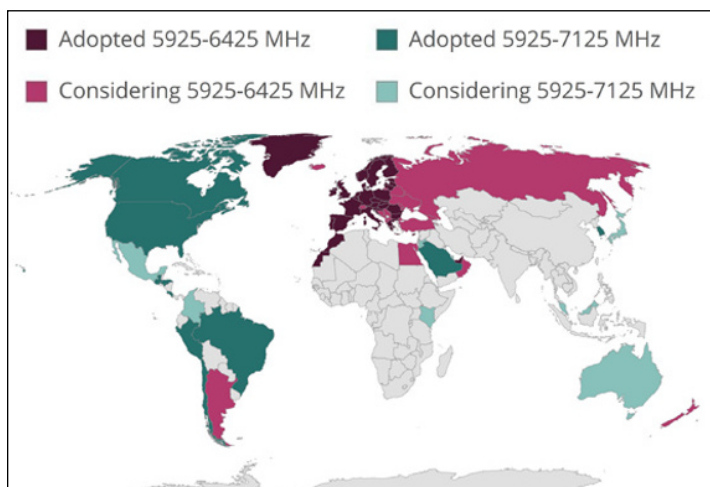 Adopted 5925-6425 MHz
Adopted 5925-7125 MHz
Considering 5925-6425 MHz
Considering 5925-7125 MHz